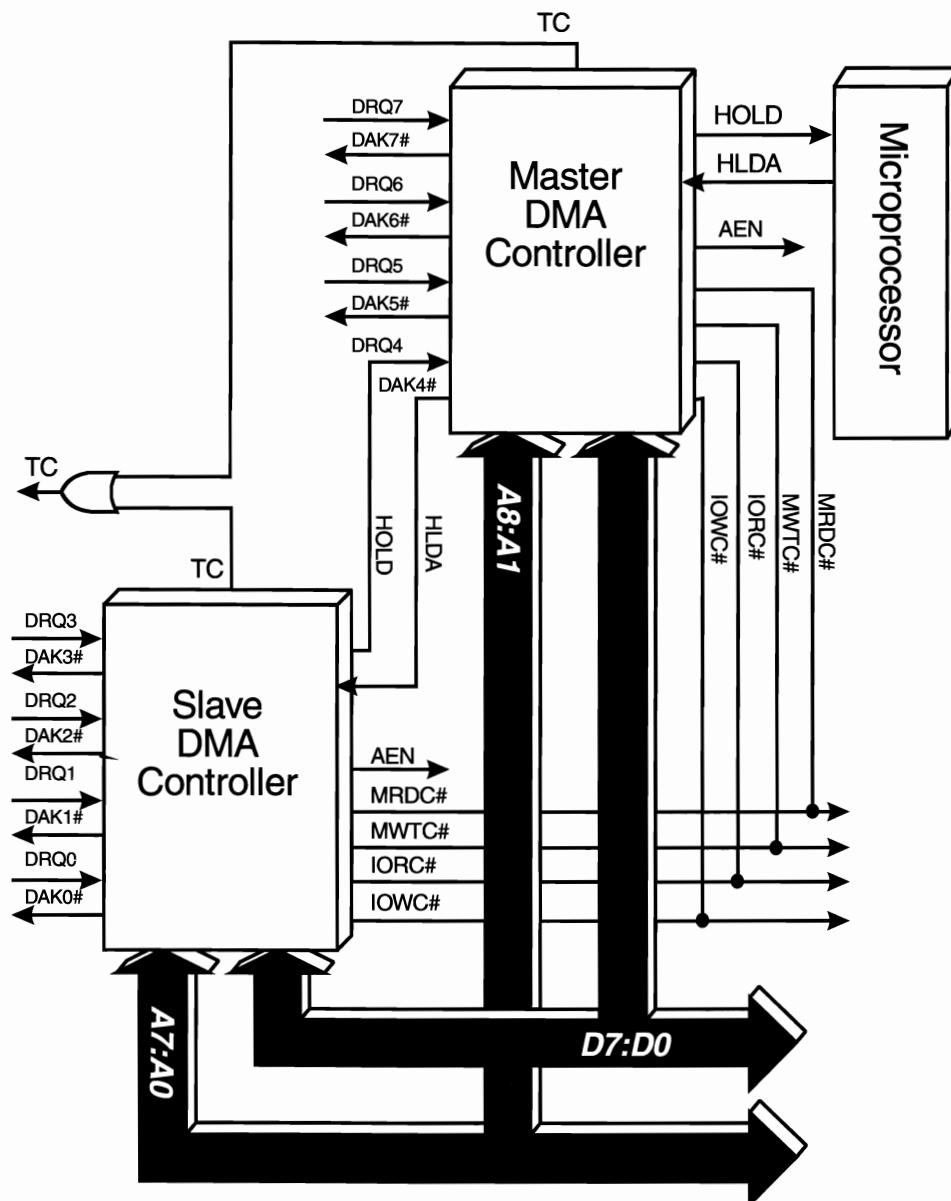 TC
DRQ7
DAK7#
DRQ6
DAK6#
DRQ5
DAK5#
DRQ4
DAK4#
Master
DMA
Controller
HOLD
HLDA
AEN
Microprocessor
TC
TC
HOLD
HLDA
A8:A1
IOWC#
IORC#
MWTC#
MRDC#
DRQ3
DAK3#
DRQ2
DAK2#
DRQ1
DAK1#
DRQ0
DAK0#
Slave
DMA
Controller
AEN
MRDC#
MWTC#
IORC#
IOWC#
A7:A0
D7:D0